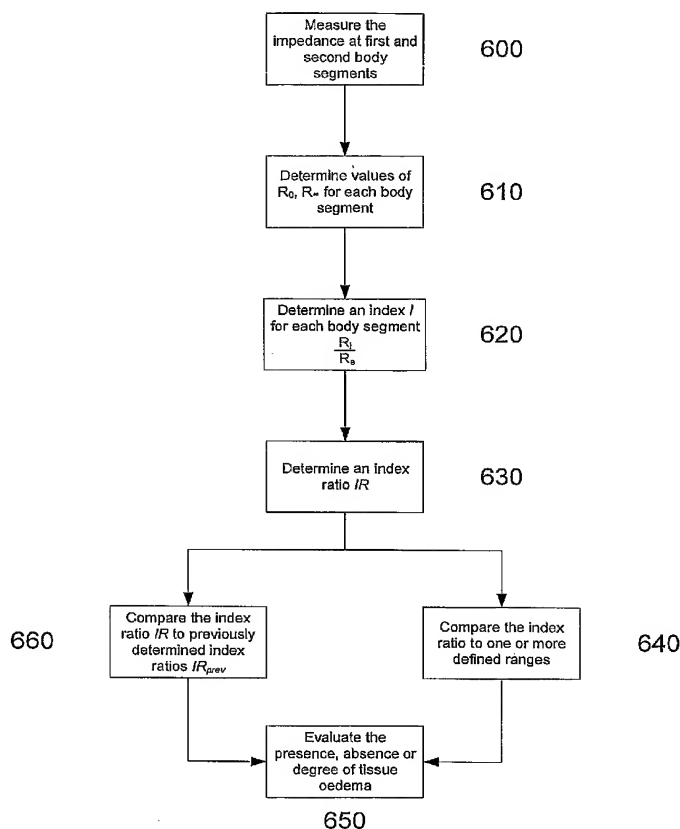 Measure the
impedance at first and
second body
segments
600
Determine values of
R₀, R∞ for each body
segment
610
Determine an index I
for each body segment
Rᵢ
Rₑ
620
Determine an index
ratio IR
630
660
Compare the index
ratio IR to previously
determined index
ratios IRprev
Compare the index
ratio to one or more
defined ranges
640
Evaluate the
presence, absence or
degree of tissue
oedema
650